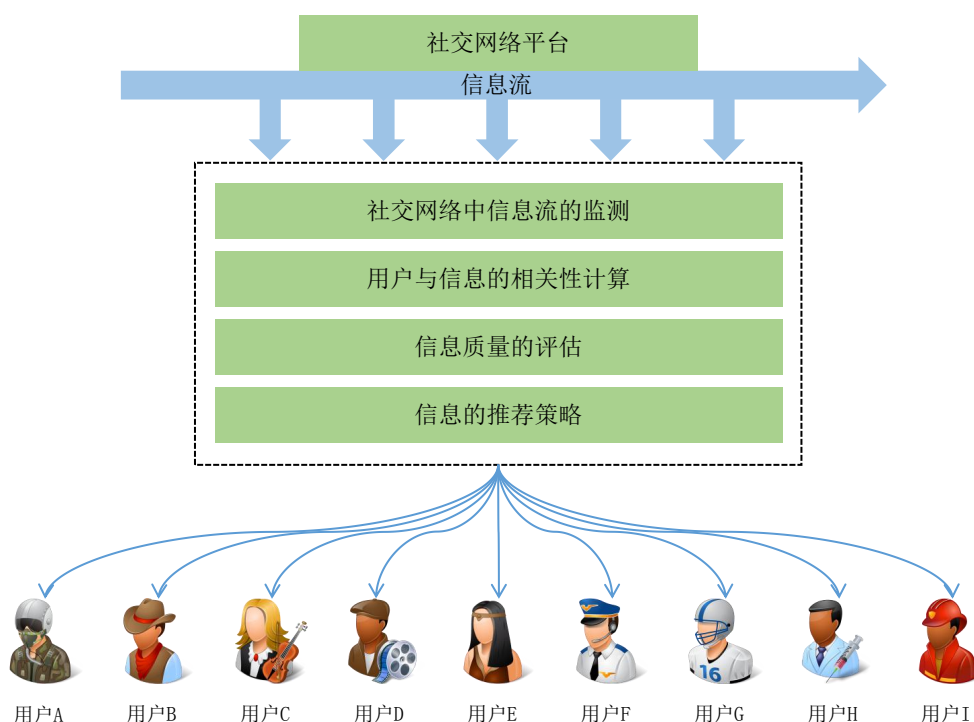 社交网络平台
信息流
社交网络中信息流的监测
用户与信息的相关性计算
信息质量的评估
信息的推荐策略
16
用户A
用户B
用户C
用户D
用户E
用户F
用户G
用户H
用户I